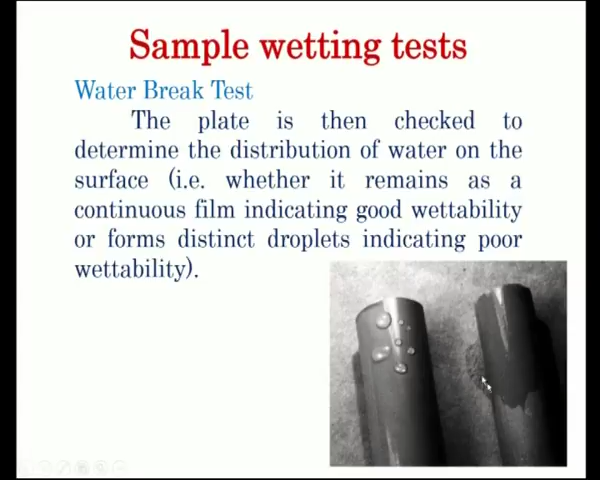 Sample wetting tests
Water Break Test
The plate is then checked to
determine the distribution of water on the
surface (i.e. whether it remains as a
continuous film indicating good wettability
or forms distinct droplets indicating poor
wettability).